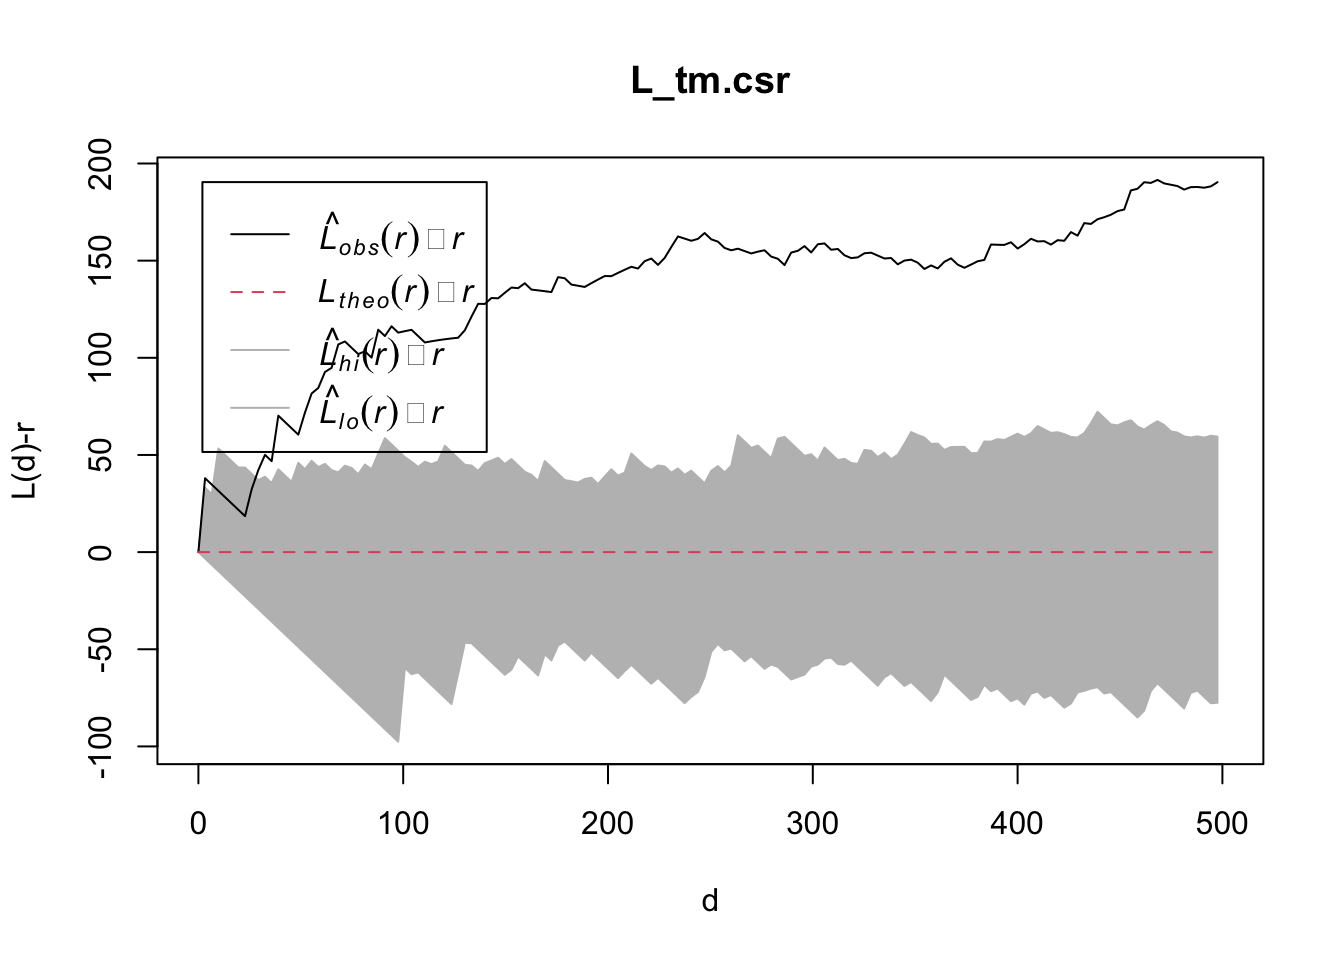 L_tm.csr
L(d)-r
200
150
100
50
0
-50
-100
L̂obs(r) □ r
Ltheo(r) □ r
L̂hi(r) □ r
L̂lo(r) □ r
0 100 200 300 400 500
d